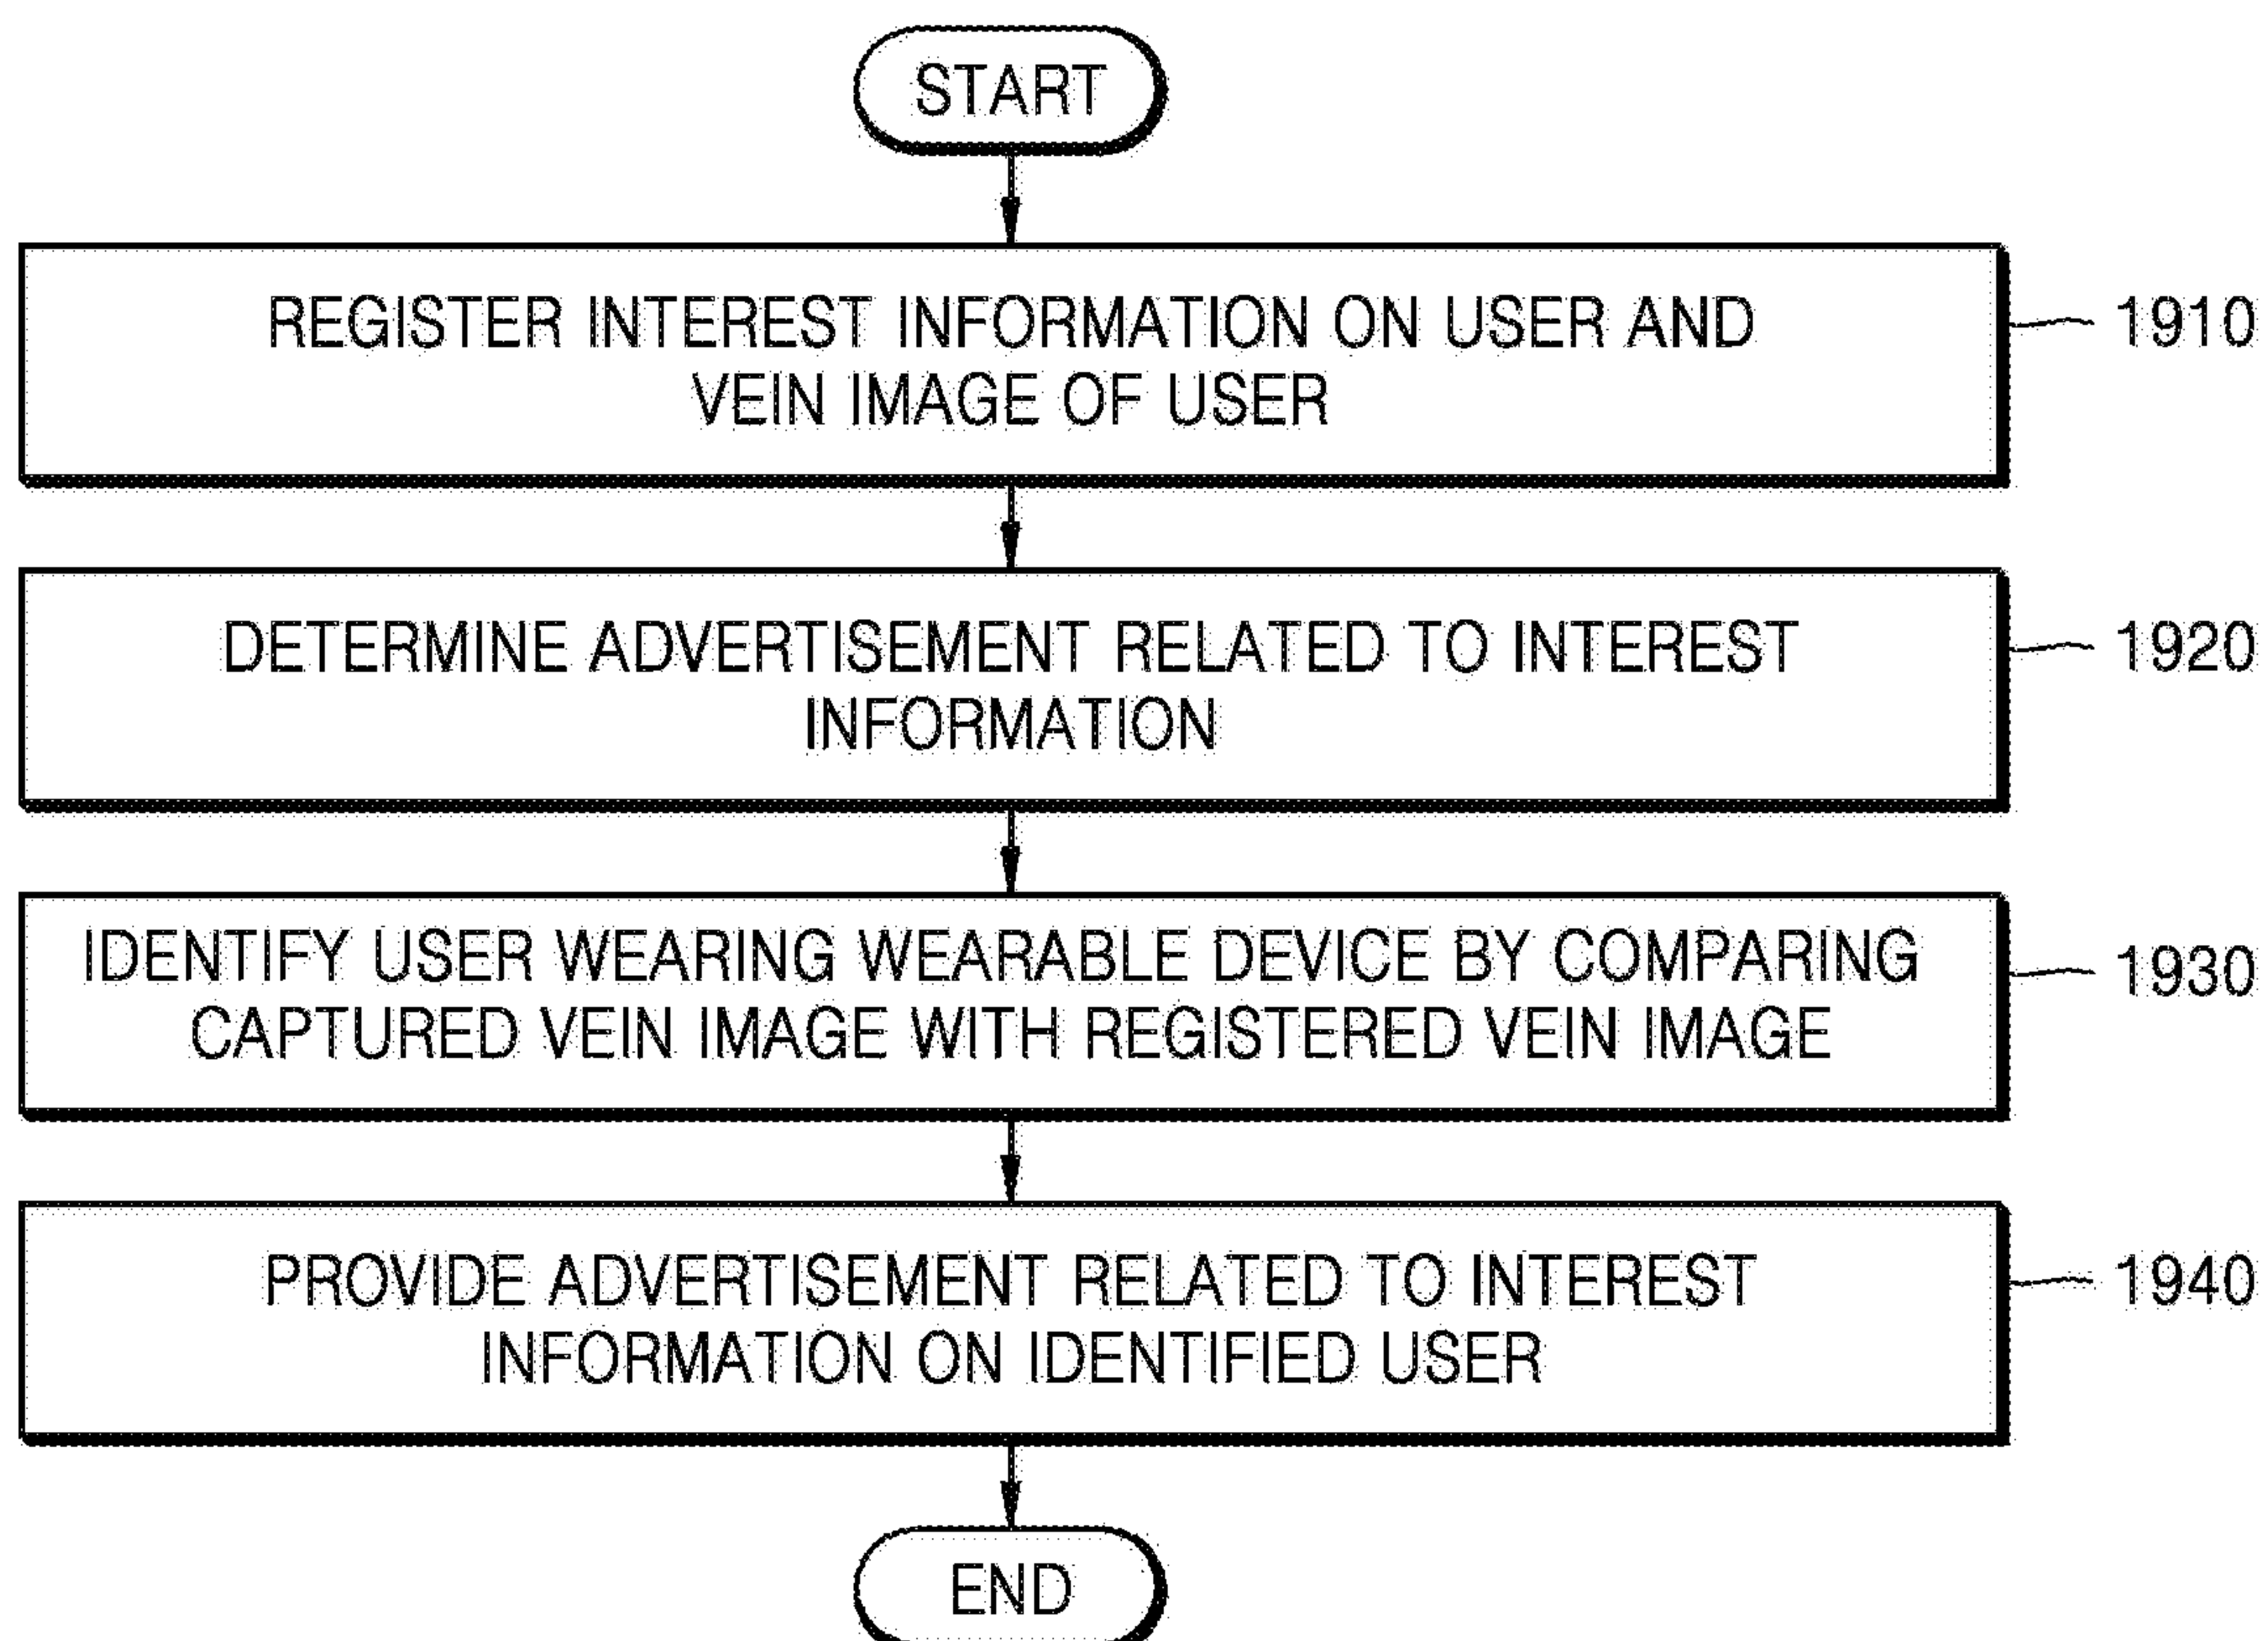 START
REGISTER INTEREST INFORMATION ON USER AND
VEIN IMAGE OF USER
1910
DETERMINE ADVERTISEMENT RELATED TO INTEREST
INFORMATION
1920
IDENTIFY USER WEARING WEARABLE DEVICE BY COMPARING
CAPTURED VEIN IMAGE WITH REGISTERED VEIN IMAGE
1930
PROVIDE ADVERTISEMENT RELATED TO INTEREST
INFORMATION ON IDENTIFIED USER
1940
END